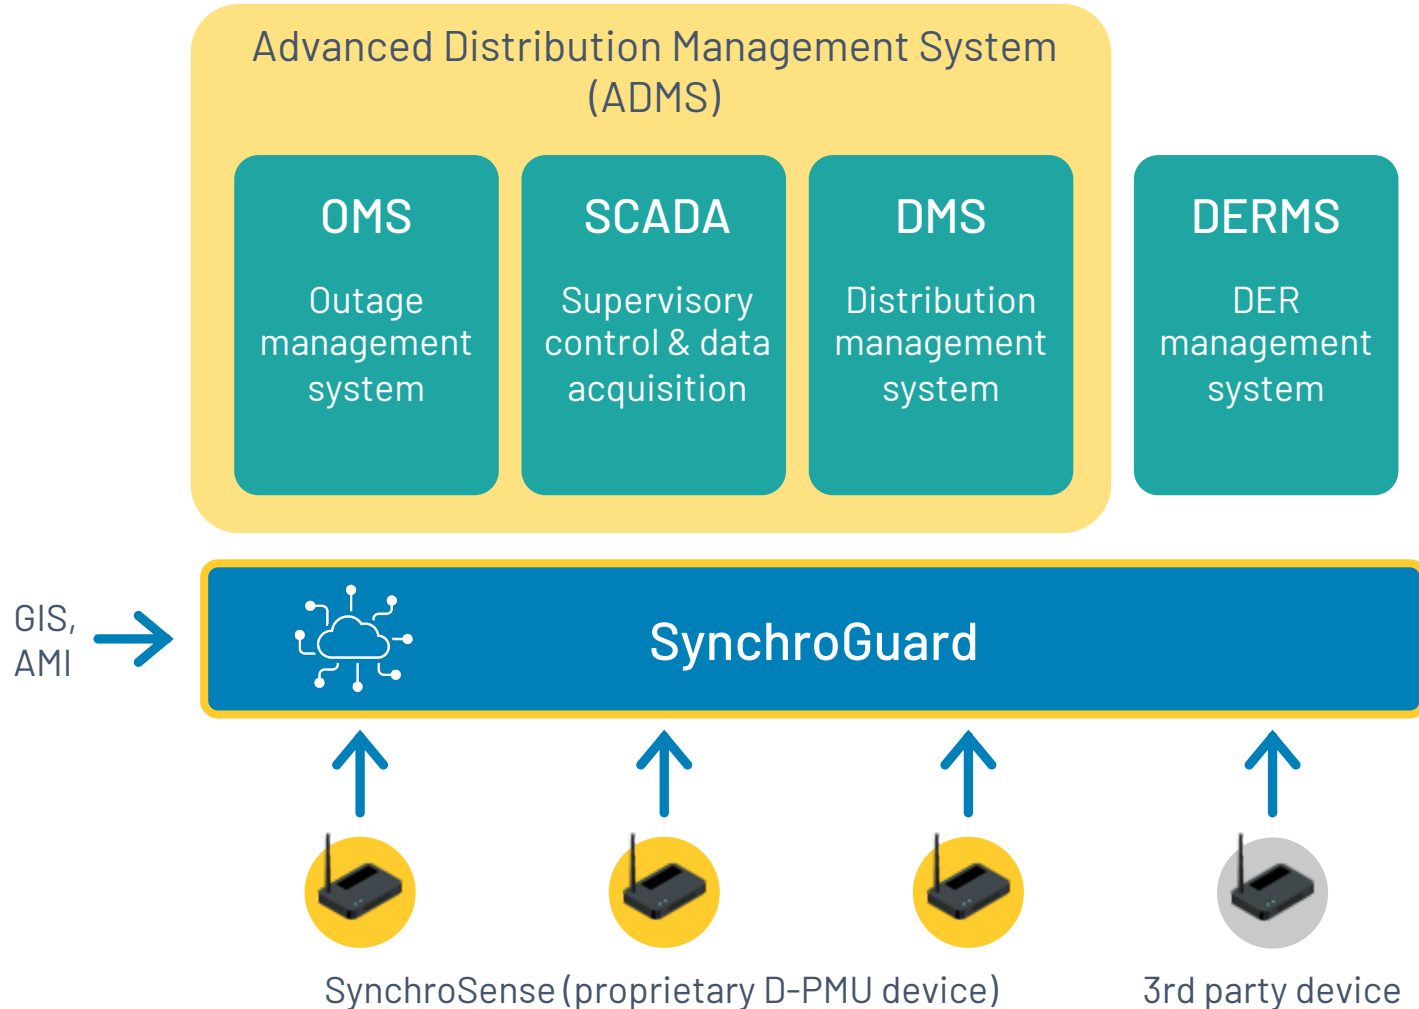 Advanced Distribution Management System
(ADMS)
OMS
Outage
management
system
SCADA
Supervisory
control & data
acquisition
DMS
Distribution
management
system
DERMS
DER
management
system
GIS,
AMI
SynchroGuard
SynchroSense (proprietary D-PMU device)
3rd party device